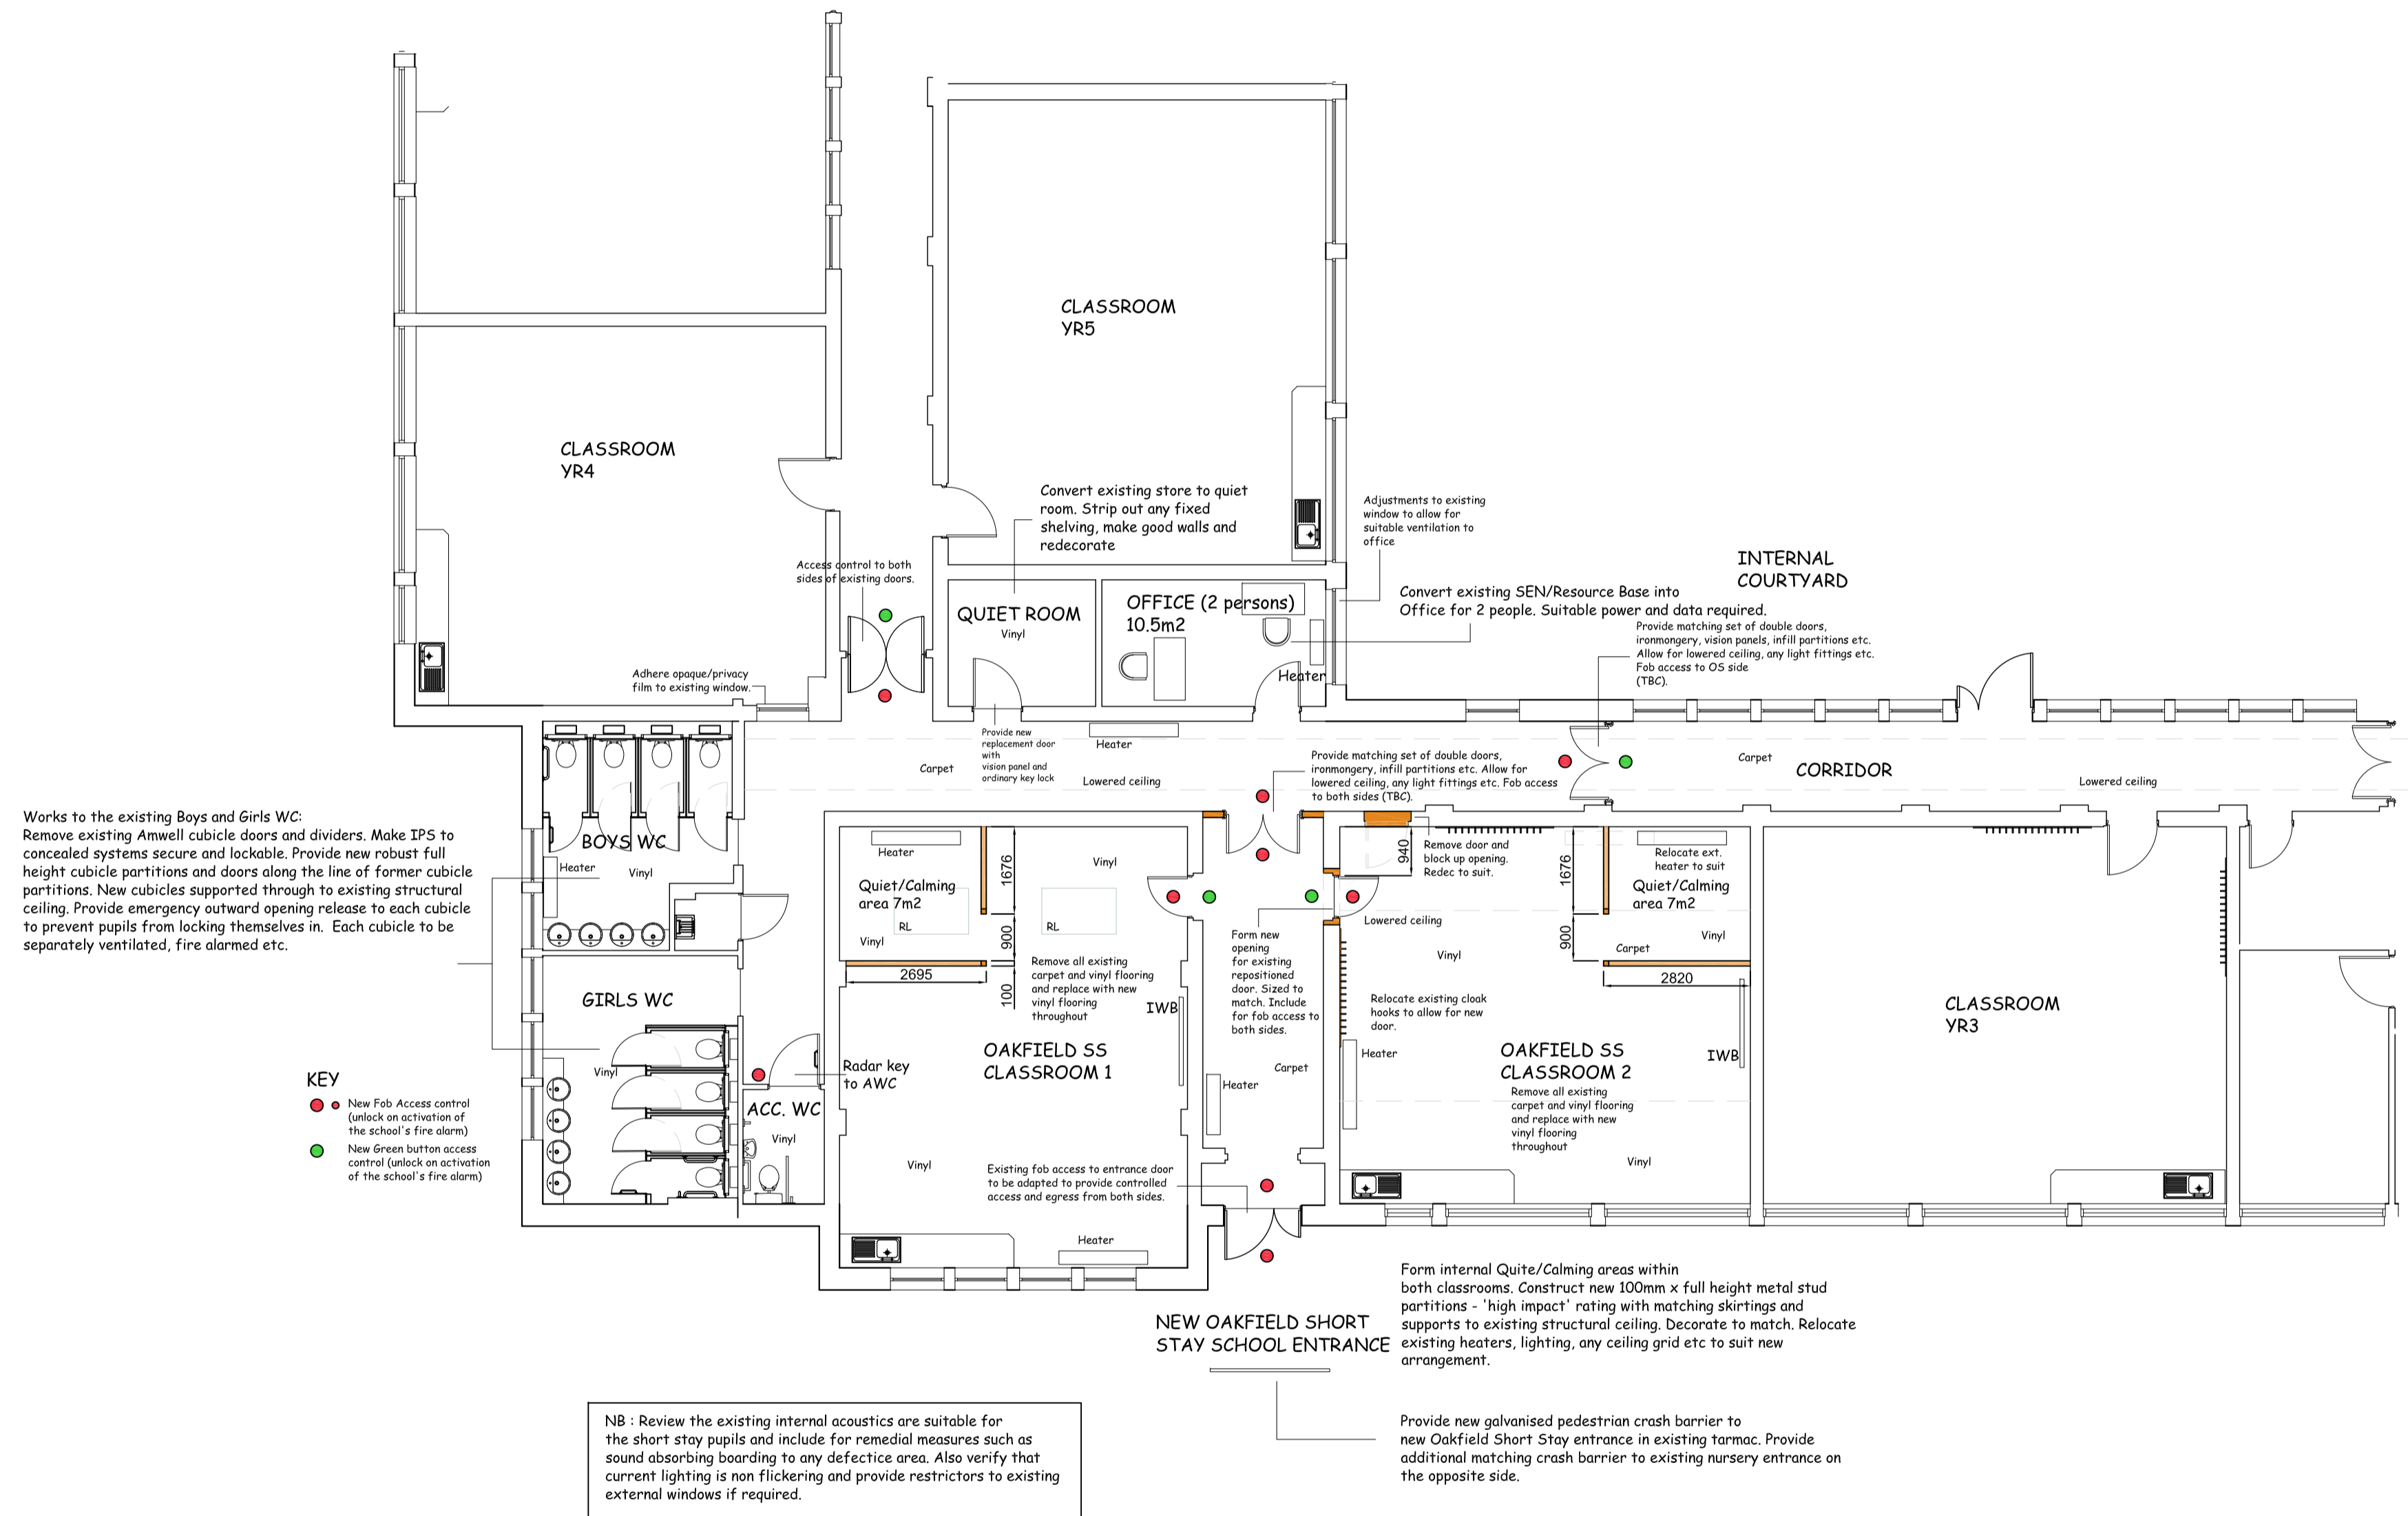 CLASSROOM
YR5
CLASSROOM
YR4
Convert existing store to quiet
room. Strip out any fixed
shelving, make good walls and
redecorate
Adjustments to existing
window to allow for
suitable ventilation to
office
INTERNAL
COURTYARD
Access control to both
sides of existing doors.
Convert existing SEN/Resource Base into
Office for 2 people. Suitable power and data required.
QUIET ROOM
Vinyl
OFFICE (2 persons)
10.5m2
Heater
Provide matching set of double doors,
ironmongery, vision panels, infill partitions etc.
Allow for lowered ceiling, any light fittings etc.
Fob access to OS side
(TBC).
Adhere opaque/privacy
film to existing window.
Provide new
replacement door
with
vision panel and
ordinary key lock
Heater
Carpet
Lowered ceiling
Provide matching set of double doors,
ironmongery, infill partitions etc. Allow for
lowered ceiling, any light fittings etc. Fob access
to both sides (TBC).
Carpet
CORRIDOR
Lowered ceiling
Works to the existing Boys and Girls WC:
Remove existing Amwell cubicle doors and dividers. Make IPS to
concealed systems secure and lockable. Provide new robust full
height cubicle partitions and doors along the line of former cubicle
partitions. New cubicles supported through to existing structural
ceiling. Provide emergency outward opening release to each cubicle
to prevent pupils from locking themselves in.  Each cubicle to be
separately ventilated, fire alarmed etc.
BOYS WC
Heater
Vinyl
Heater
Quiet/Calming
area 7m2
RL
Vinyl
1676
900
100
2695
Vinyl
RL
Remove all existing
carpet and vinyl flooring
and replace with new
vinyl flooring
throughout
IWB
Form new
opening
for existing
repositioned
door. Sized to
match. Include
for fob access to
both sides.
940
Remove door and
block up opening.
Redec to suit.
Lowered ceiling
Vinyl
1676
900
Relocate ext.
heater to suit
Quiet/Calming
area 7m2
Vinyl
Carpet
2820
Relocate existing cloak
hooks to allow for new
door.
GIRLS WC
Vinyl
CLASSROOM
YR3
OAKFIELD SS
CLASSROOM 1
OAKFIELD SS
CLASSROOM 2
IWB
Heater
Carpet
Heater
Remove all existing
carpet and vinyl flooring
and replace with new
vinyl flooring
throughout
Vinyl
Radar key
to AWC
ACC. WC
Vinyl
Vinyl
Existing fob access to entrance door
to be adapted to provide controlled
access and egress from both sides.
Heater
KEY
New Fob Access control
(unlock on activation of
the school's fire alarm)
New Green button access
control (unlock on activation
of the school's fire alarm)
Form internal Quite/Calming areas within
both classrooms. Construct new 100mm x full height metal stud
partitions - 'high impact' rating with matching skirtings and
supports to existing structural ceiling. Decorate to match. Relocate
existing heaters, lighting, any ceiling grid etc to suit new
arrangement.
NEW OAKFIELD SHORT
STAY SCHOOL ENTRANCE
Provide new galvanised pedestrian crash barrier to
new Oakfield Short Stay entrance in existing tarmac. Provide
additional matching crash barrier to existing nursery entrance on
the opposite side.
NB : Review the existing internal acoustics are suitable for
the short stay pupils and include for remedial measures such as
sound absorbing boarding to any defectice area. Also verify that
current lighting is non flickering and provide restrictors to existing
external windows if required.